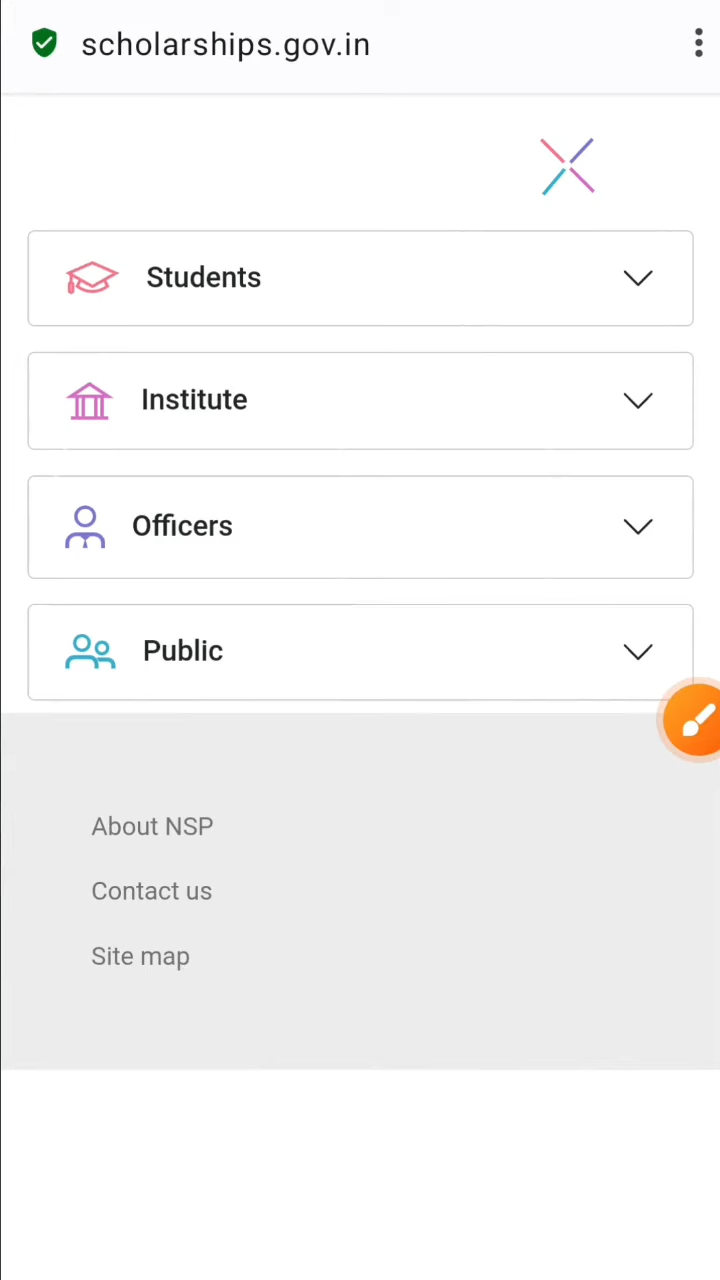 scholarships.gov.in
Students
Institute
Officers
Public
About NSP
Contact us
Site map